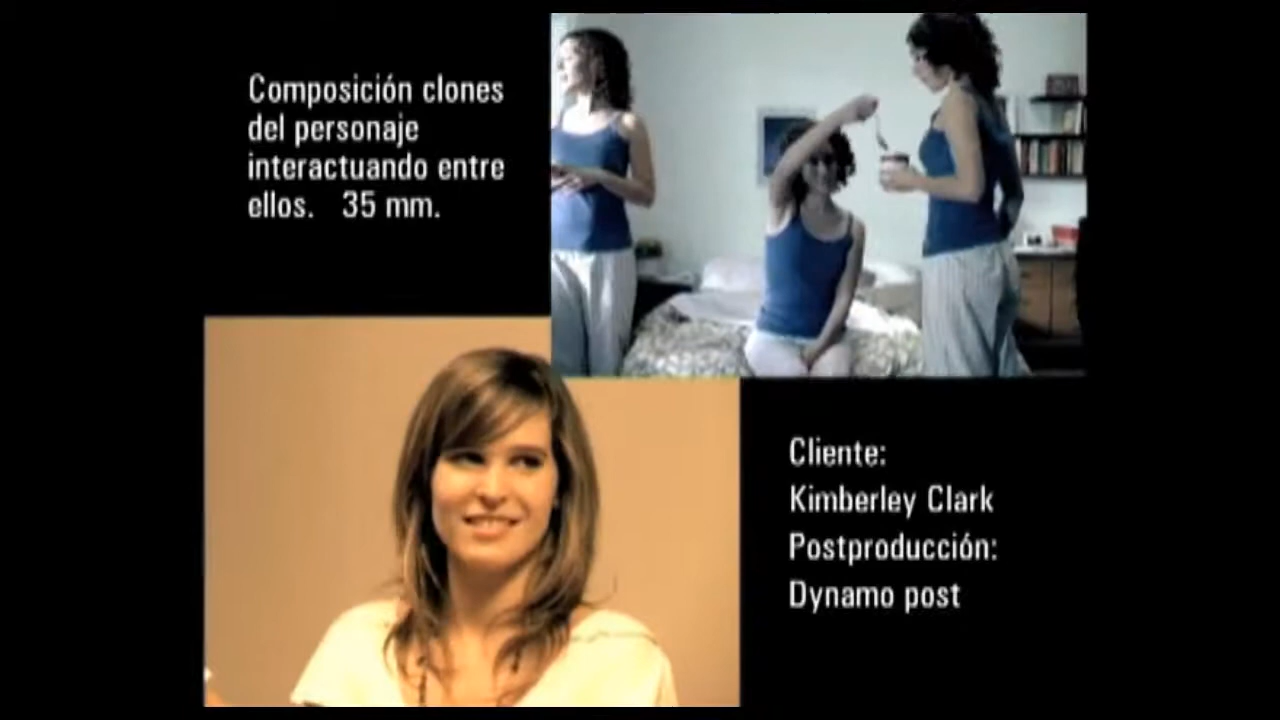 Composición clones
del personaje
interactuando entre
ellos. 35 mm.
Cliente:
Kimberley Clark
Postproducción:
Dynamo post